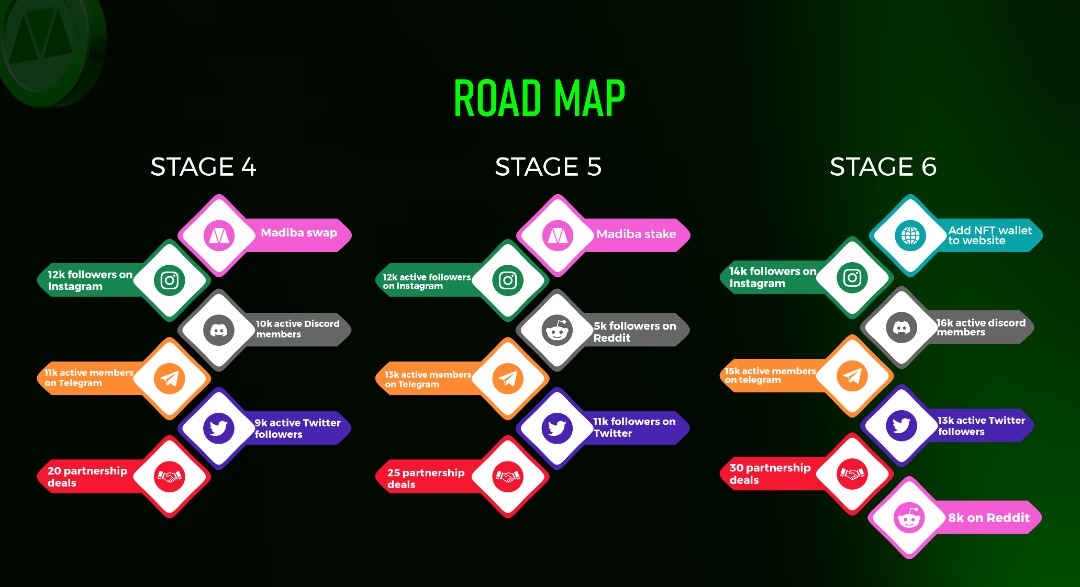 ROAD MAP
STAGE 4
Madiba swap
12k followers on
Instagram
10k active Discord
members
11k active members
on Telegram
9k active Twitter
followers
20 partnership
deals
STAGE 5
Madiba stake
12k active followers
on Instagram
5k followers on
Reddit
13k active members
on Telegram
11k followers on
Twitter
25 partnership
deals
STAGE 6
Add NFT wallet
to website
14k followers on
Instagram
16k active discord
members
15k active members
on telegram
13k active Twitter
followers
30 partnership
deals
8k on Reddit